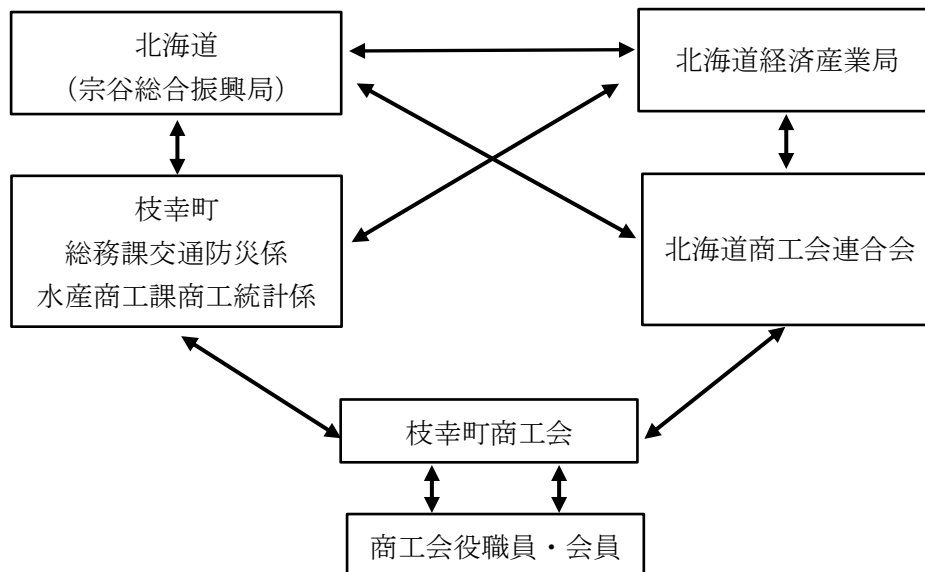 北海道
（宗谷総合振興局）
北海道経済産業局
枝幸町
総務課交通防災係
水産商工課商工統計係
北海道商工会連合会
枝幸町商工会
商工会役職員・会員